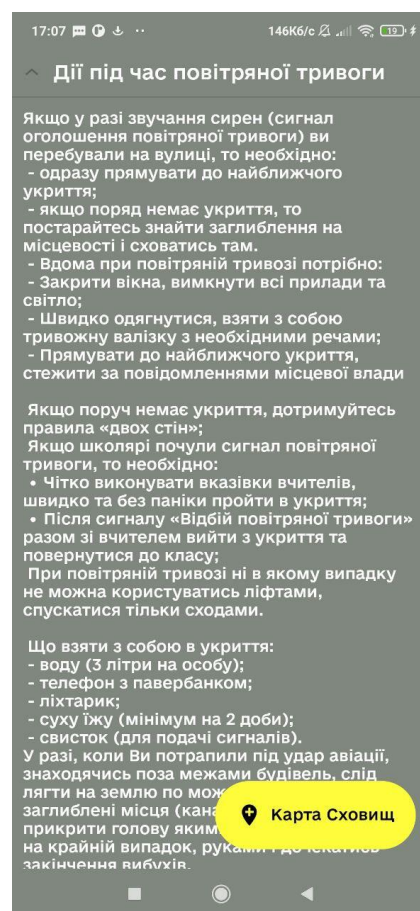 17:07
146Кб/с
19
Дії під час повітряної тривоги
Якщо у разі звучання сирен (сигнал
оголошення повітряної тривоги) ви
перебували на вулиці, то необхідно:
- одразу прямувати до найближчого
укриття;
- якщо поряд немає укриття, то
постарайтесь знайти заглиблення на
місцевості і сховатись там.
- Вдома при повітряній тривозі потрібно:
- Закрити вікна, вимкнути всі прилади та
світло;
- Швидко одягнутися, взяти з собою
тривожну валізку з необхідними речами;
- Прямувати до найближчого укриття,
стежити за повідомленнями місцевої влади
Якщо поруч немає укриття, дотримуйтесь
правила «двох стін»;
Якщо школярі почули сигнал повітряної
тривоги, то необхідно:
• Чітко виконувати вказівки вчителів,
швидко та без паніки пройти в укриття;
• Після сигналу «Відбій повітряної тривоги»
разом зі вчителем вийти з укриття та
повернутися до класу;
При повітряній тривозі ні в якому випадку
не можна користуватись ліфтами,
спускатися тільки сходами.
Що взяти з собою в укриття:
- воду (3 літри на особу);
- телефон з павербанком;
- ліхтарик;
- суху їжу (мінімум на 2 доби);
- свисток (для подачі сигналів).
У разі, коли Ви потрапили під удар авіації,
знаходячись поза межами будівель, слід
лягти на землю по
заглиблені місця
прикрити голову
на крайній випадок, руками і
закінчення вибухів.
Карта Сховищ